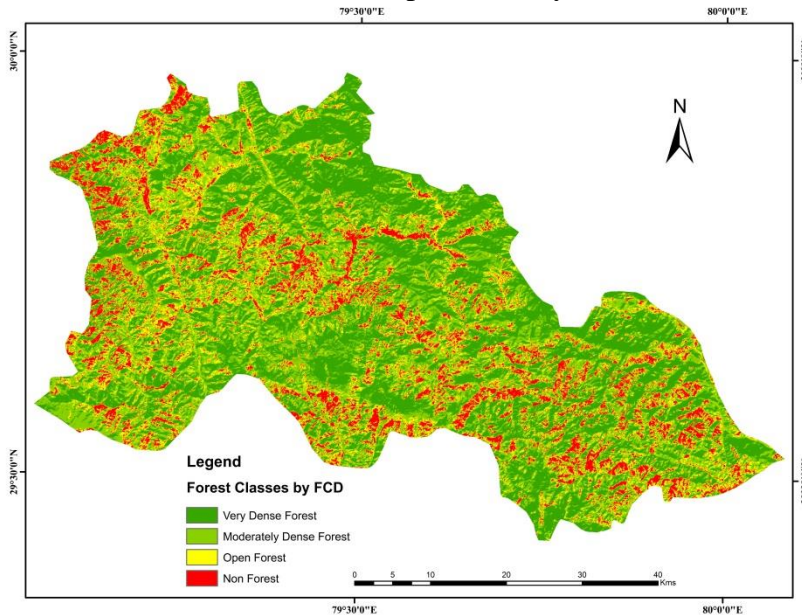 79°30'0"E
80°0'0"E
30°0'0"N
N
29°30'0"N
Legend
Forest Classes by FCD
Very Dense Forest
Moderately Dense Forest
Open Forest
Non Forest
0 5 10 20 30 40
Kms
79°30'0"E
80°0'0"E